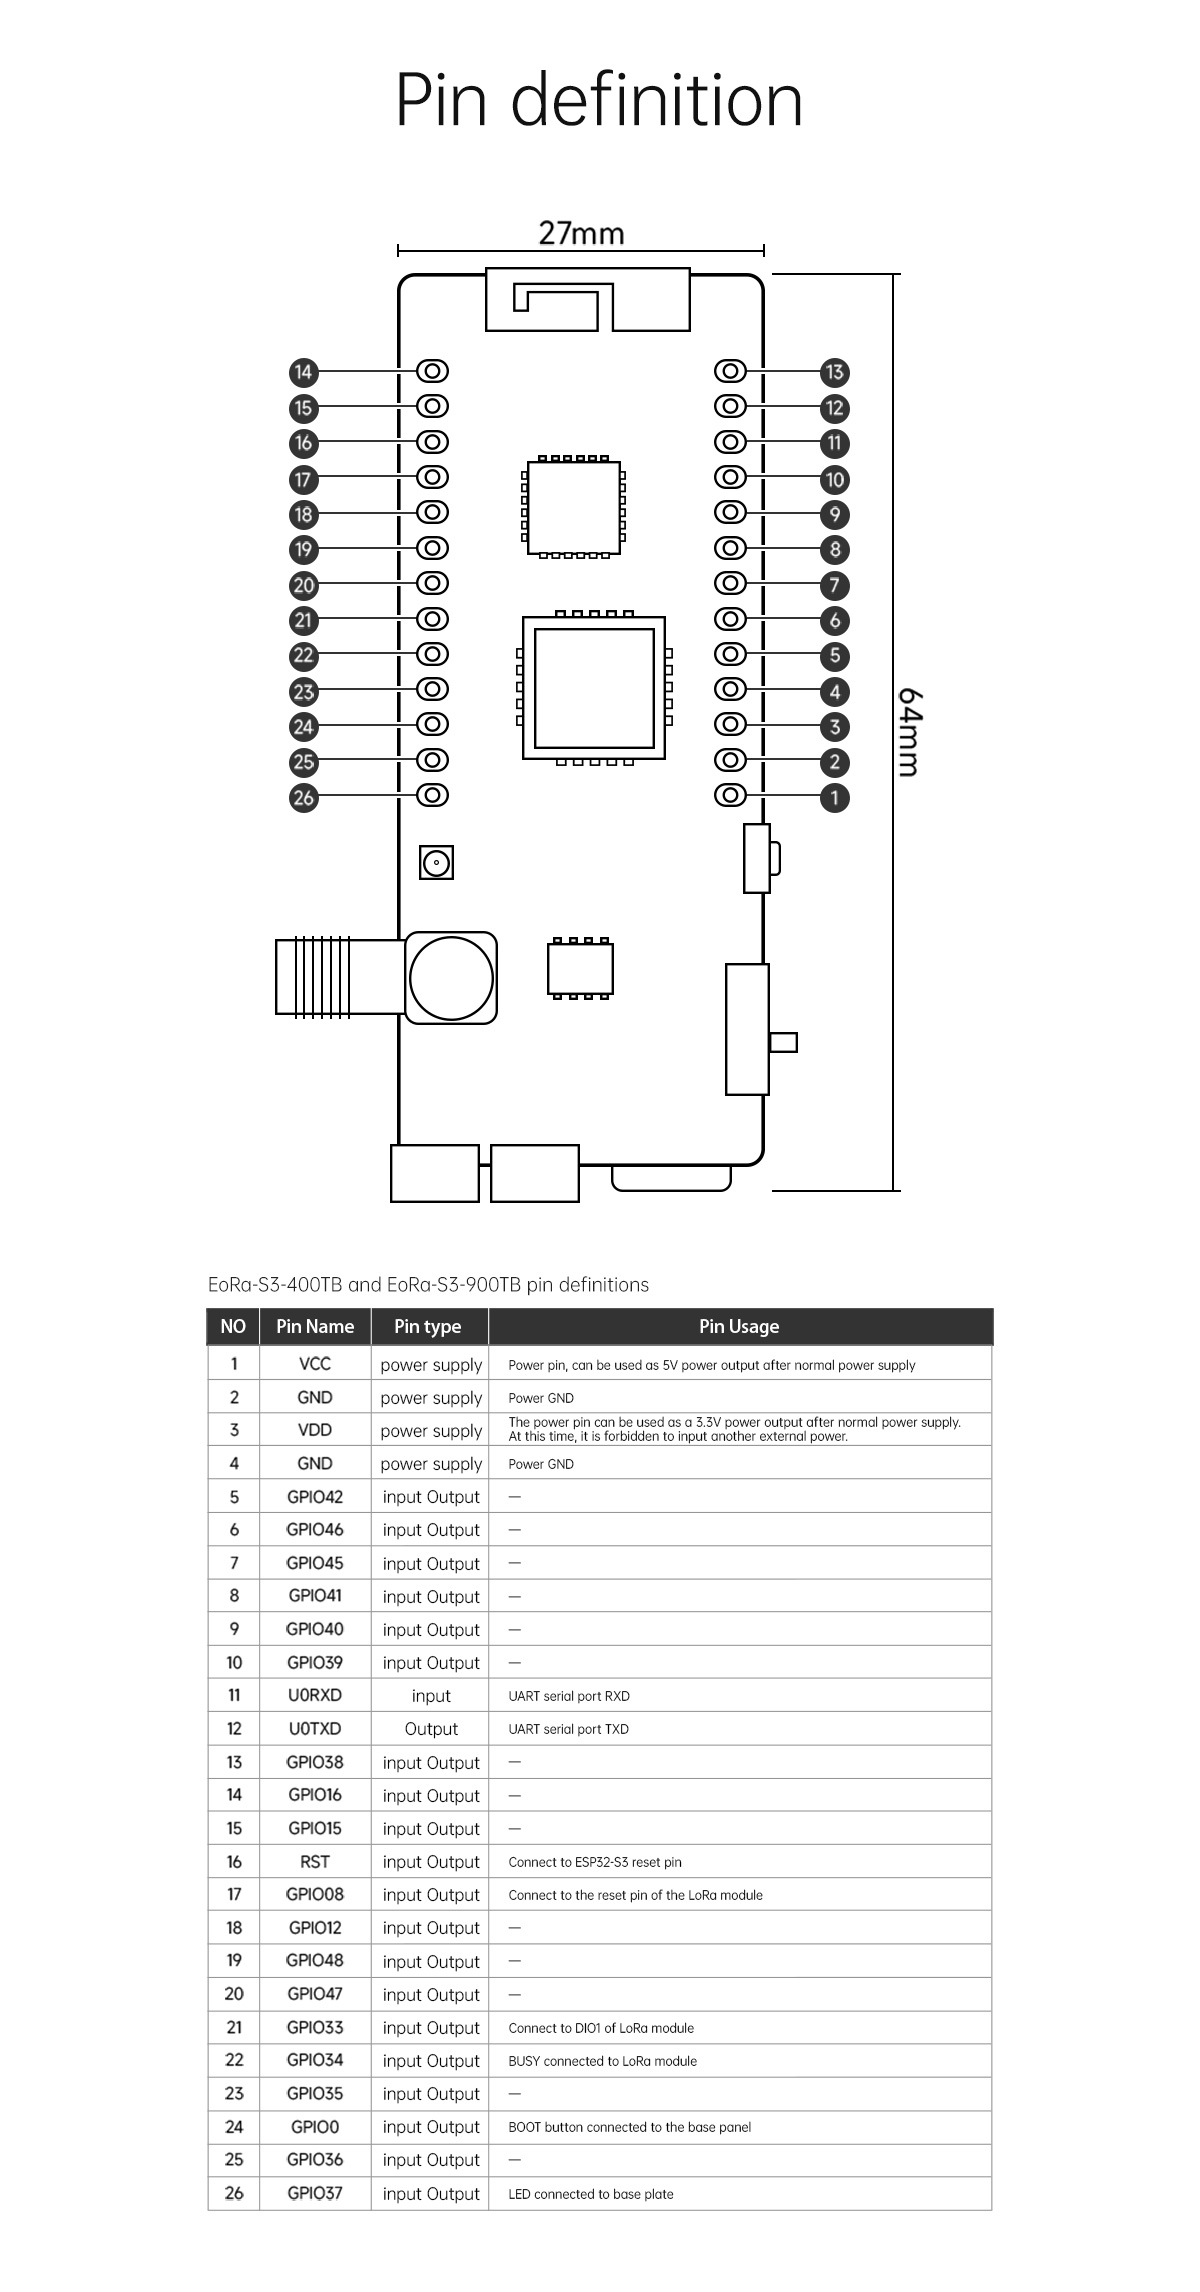 Pin definition
27mm
14 13
15 12
16 11
17 10
18 9
19 8
20 7
21 6
22 5
23 4
24 3
25 2
26 1
64mm
EoRa-S3-400TB and EoRa-S3-900TB pin definitions
NO Pin Name Pin type Pin Usage
1 VCC power supply Power pin, can be used as 5V power output after normal power supply
2 GND power supply Power GND
3 VDD power supply The power pin can be used as a 3.3V power output after normal power supply.
At this time, it is forbidden to input another external power.
4 GND power supply Power GND
5 GPIO42 input Output —
6 GPIO46 input Output —
7 GPIO45 input Output —
8 GPIO41 input Output —
9 GPIO40 input Output —
10 GPIO39 input Output —
11 U0RXD input UART serial port RXD
12 U0TXD Output UART serial port TXD
13 GPIO38 input Output —
14 GPIO16 input Output —
15 GPIO15 input Output —
16 RST input Output Connect to ESP32-S3 reset pin
17 GPIO08 input Output Connect to the reset pin of the LoRa module
18 GPIO12 input Output —
19 GPIO48 input Output —
20 GPIO47 input Output —
21 GPIO33 input Output Connect to DIO1 of LoRa module
22 GPIO34 input Output BUSY connected to LoRa module
23 GPIO35 input Output —
24 GPIO0 input Output BOOT button connected to the base panel
25 GPIO36 input Output —
26 GPIO37 input Output LED connected to base plate